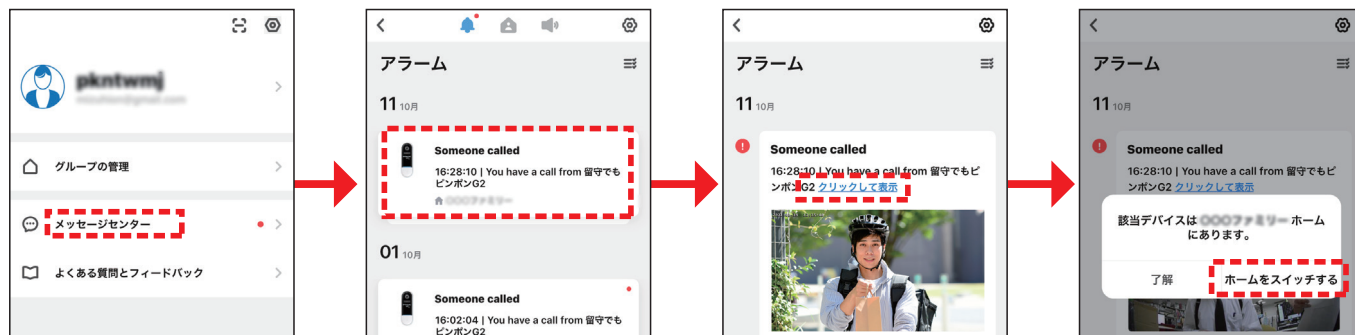 グループの管理
メッセージセンター
よくある質問とフィードバック
アラーム
11 10月
Someone called
16:28:10 | You have a call from 留守でも
ピンポンG2
01 10月
Someone called
16:02:04 | You have a call from 留守でも
ピンポンG2
アラーム
11 10月
Someone called
16:28:10 | You have a call from 留守でもピ
ンポンG2 クリックして表示
アラーム
11 10月
Someone called
16:28:10 | You have a call from 留守でもピ
ンポンG2 クリックして表示
該当デバイスは ホーム
にあります。
了解
ホームをスイッチする